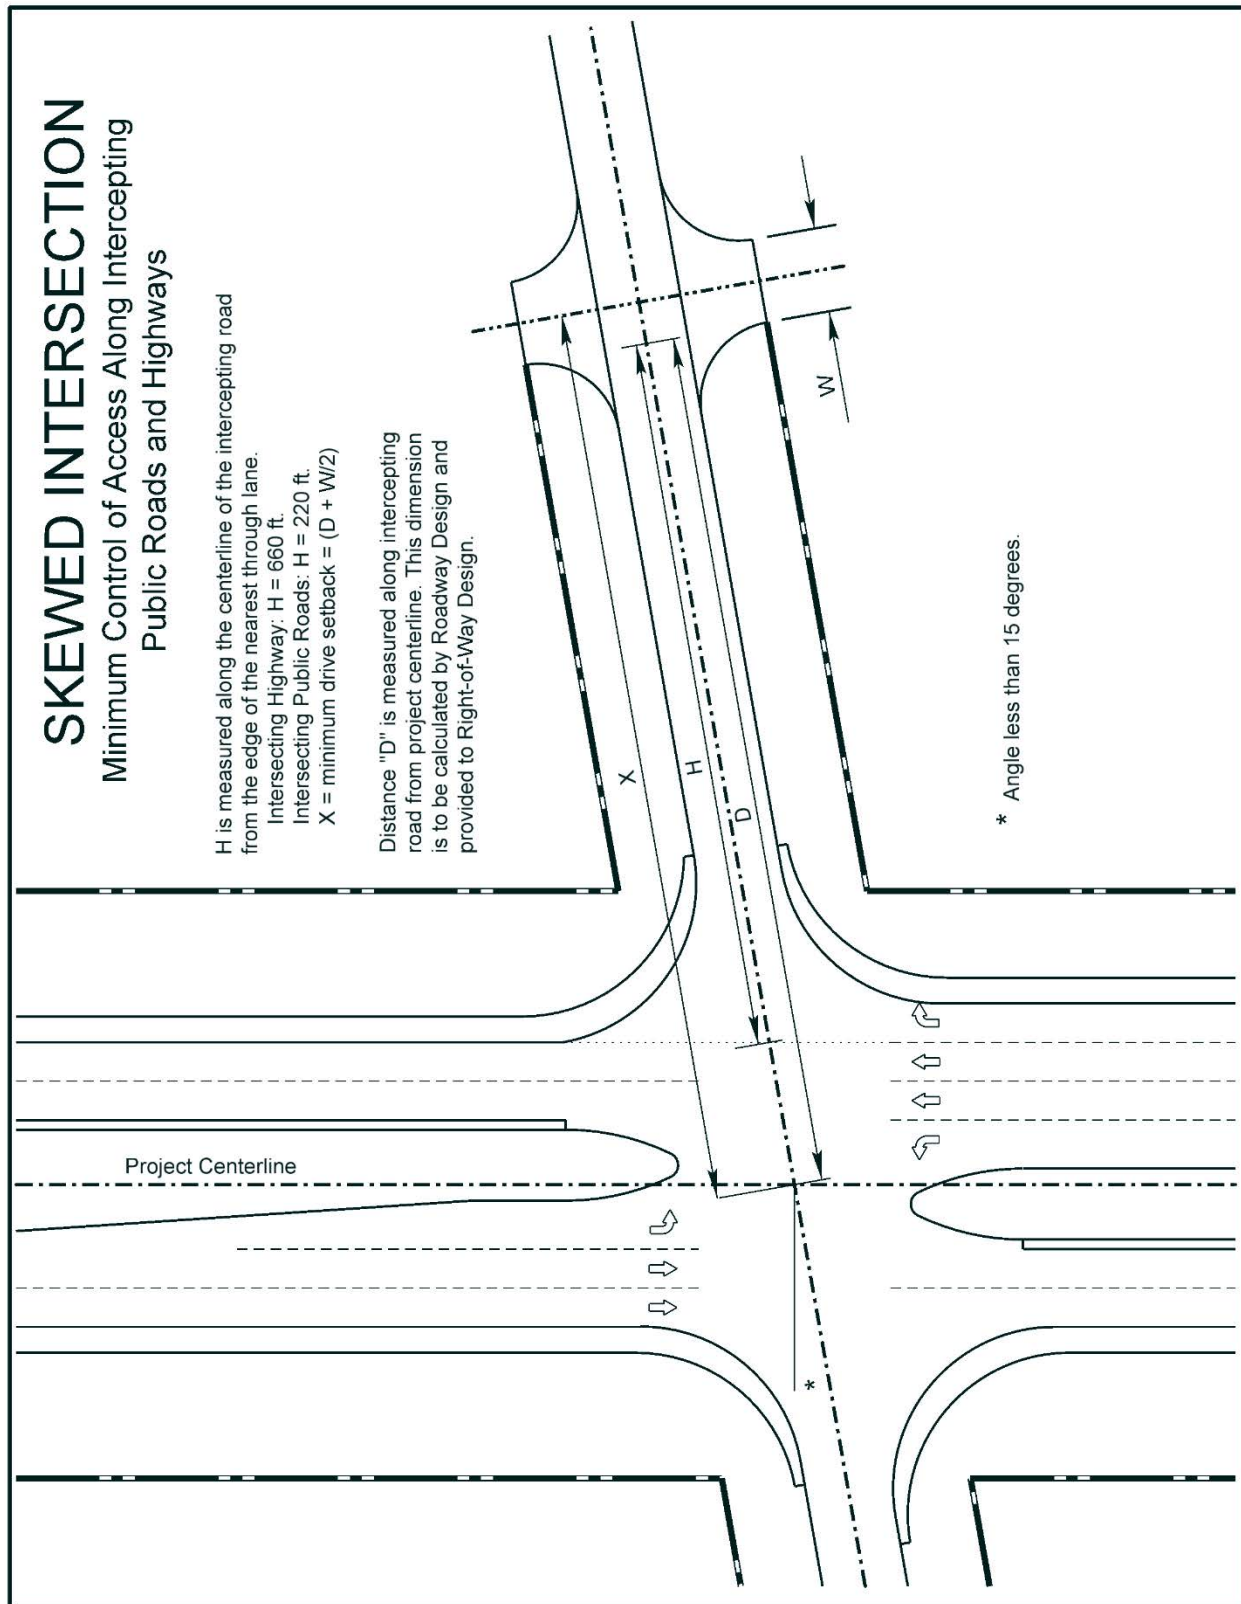 SKEWED INTERSECTION
Minimum Control of Access Along Intercepting
Public Roads and Highways
H is measured along the centerline of the intercepting road
from the edge of the nearest through lane.
Intersecting Highway: H = 660 ft.
Intersecting Public Roads: H = 220 ft.
X = minimum drive setback = (D + W/2)
Distance "D" is measured along intercepting
road from project centerline. This dimension
is to be calculated by Roadway Design and
provided to Right-of-Way Design.
X
H
D
W
Project Centerline
*
* Angle less than 15 degrees.